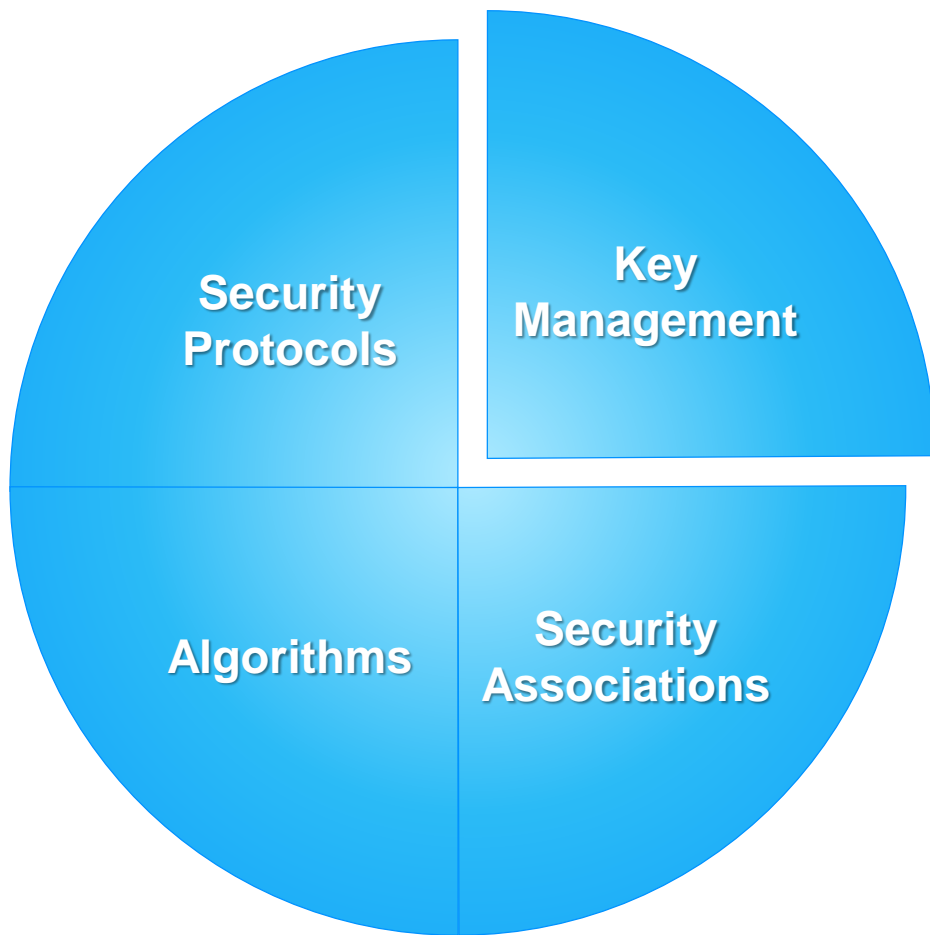 Security
Protocols
Key
Management
Algorithms
Security
Associations